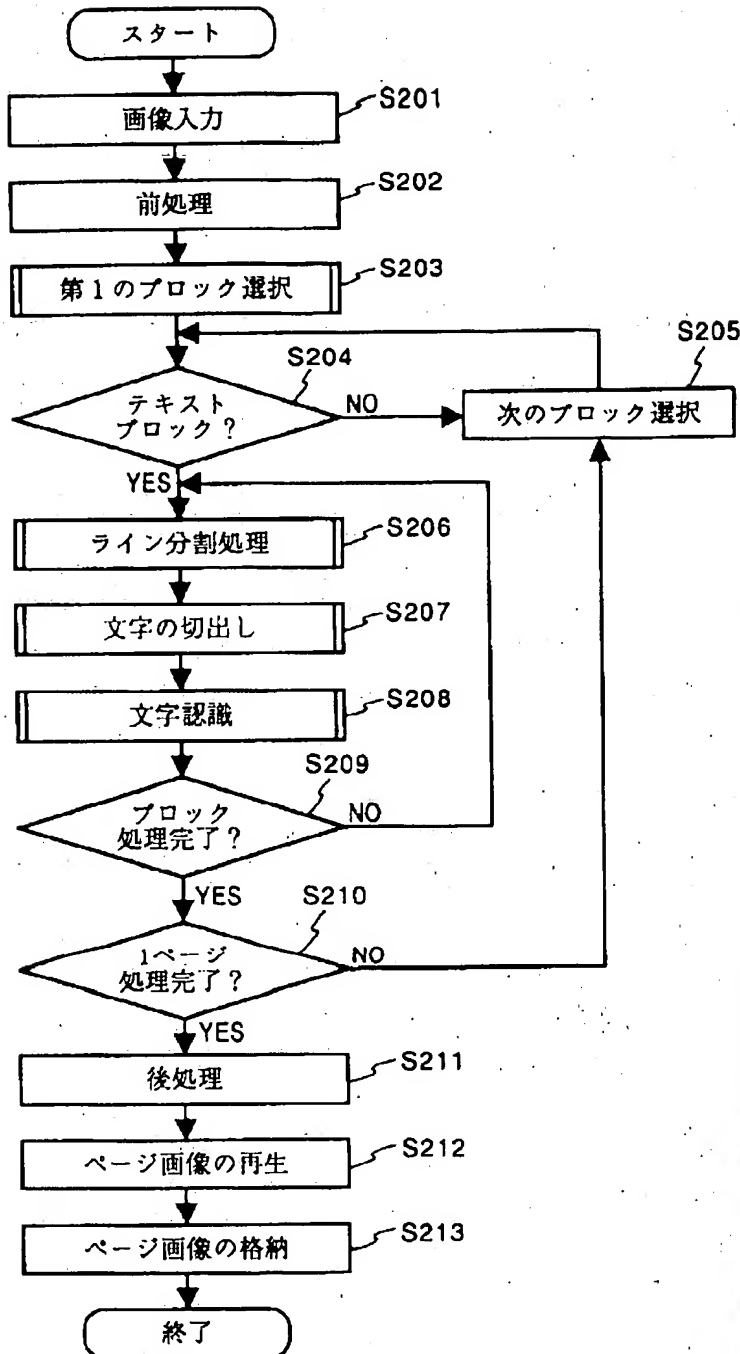 スタート
画像入力
S201
前処理
S202
第1のブロック選択
S203
S204
S205
テキスト
ブロック?
NO
次のブロック選択
YES
ライン分割処理
S206
文字の切出し
S207
文字認識
S208
S209
ブロック
処理完了?
NO
YES
S210
1ページ
処理完了?
NO
YES
後処理
S211
ページ画像の再生
S212
ページ画像の格納
S213
終了